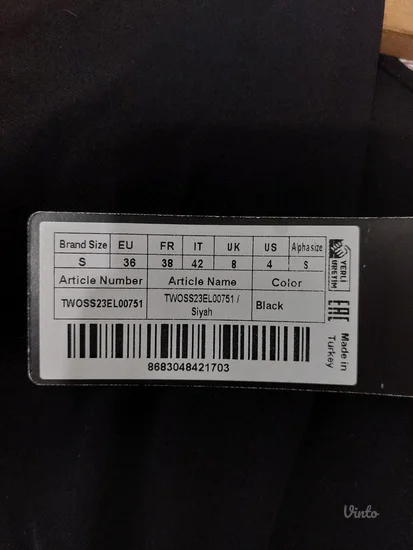 Brand Size EU FR IT UK US Alphasize
S 36 38 42 8 4 S
Article Number Article Name Color
TWOSS23EL00751 TWOSS23EL00751 / Siyah Black
8683048421703
YERLİ
ÜRETİM
EAC
Made in
Turkey
Vinto